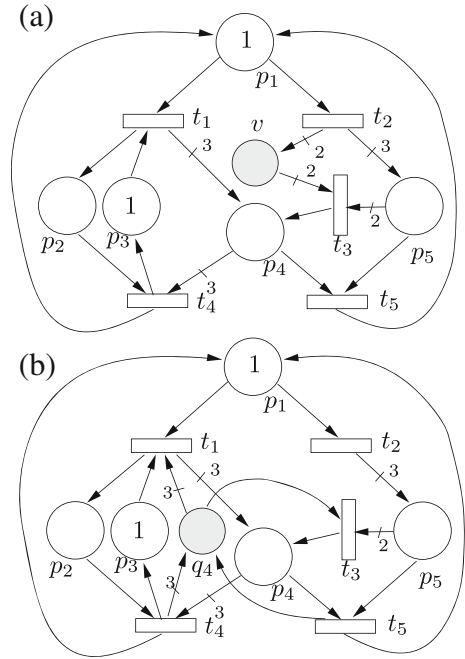 (a)
1
p₁
t₁
t₂
3
v
2
3
2
1
2
p₂
p₃
t₃
p₄
p₅
3
t₄
t₅
(b)
1
p₁
t₁
t₂
3
3
3
1
2
p₂
p₃
q₄
t₃
p₄
p₅
3
3
t₄
t₅